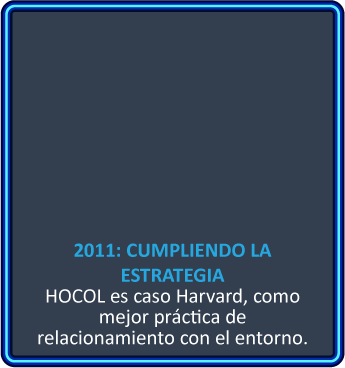 2011: CUMPLIENDO LA
ESTRATEGIA
HOCOL es caso Harvard, como
mejor práctica de
relacionamiento con el entorno.